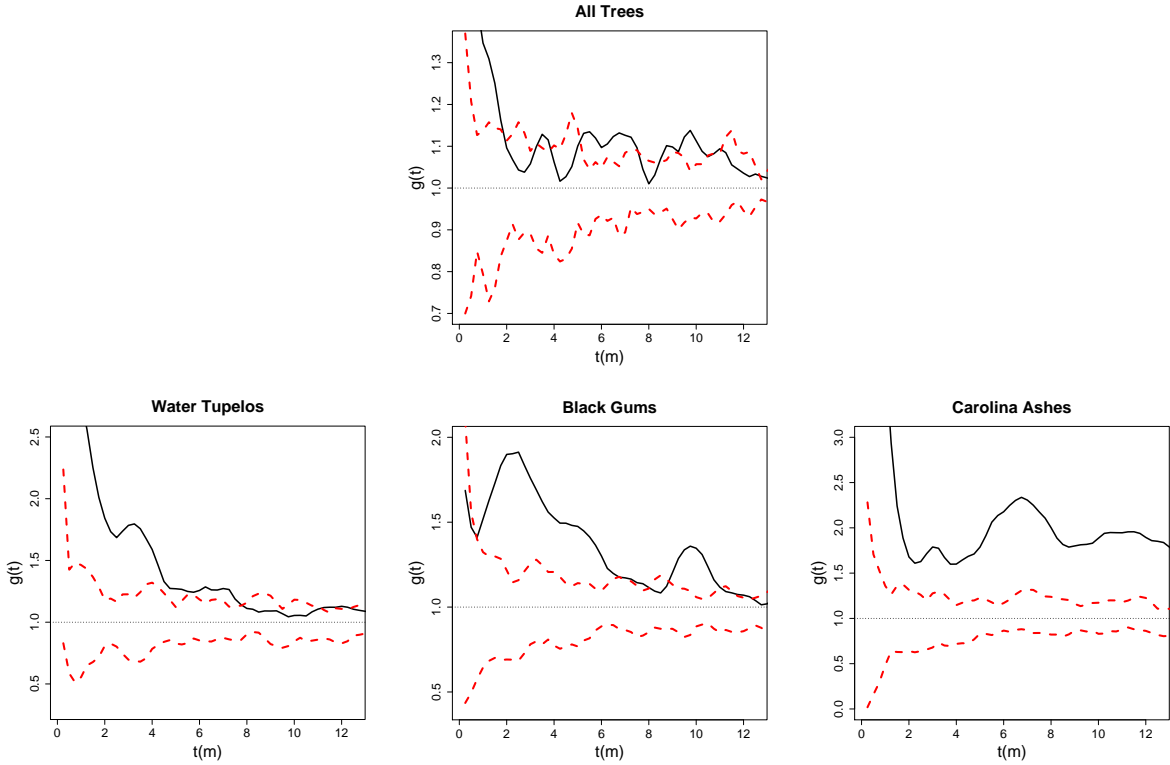 All Trees
g(t)
1.3
1.2
1.1
1.0
0.9
0.8
0.7
0 2 4 6 8 10 12
t(m)
Water Tupelos
g(t)
2.5
2.0
1.5
1.0
0.5
0 2 4 6 8 10 12
t(m)
Black Gums
g(t)
2.0
1.5
1.0
0.5
0 2 4 6 8 10 12
t(m)
Carolina Ashes
g(t)
3.0
2.5
2.0
1.5
1.0
0.5
0.0
0 2 4 6 8 10 12
t(m)